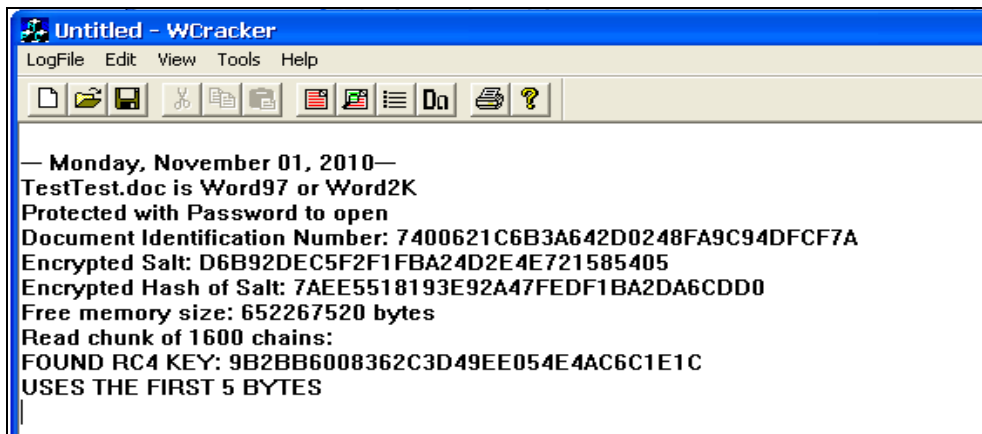 Untitled - WCracker
LogFile Edit View Tools Help
Dn
— Monday, November 01, 2010—
TestTest.doc is Word97 or Word2K
Protected with Password to open
Document Identification Number: 7400621C6B3A642D0248FA9C94DFCF7A
Encrypted Salt: D6B92DEC5F2F1FBA24D2E4E721585405
Encrypted Hash of Salt: 7AEE5518193E92A47FEDF1BA2DA6CDD0
Free memory size: 652267520 bytes
Read chunk of 1600 chains:
FOUND RC4 KEY: 9B2BB6008362C3D49EE054E4AC6C1E1C
USES THE FIRST 5 BYTES